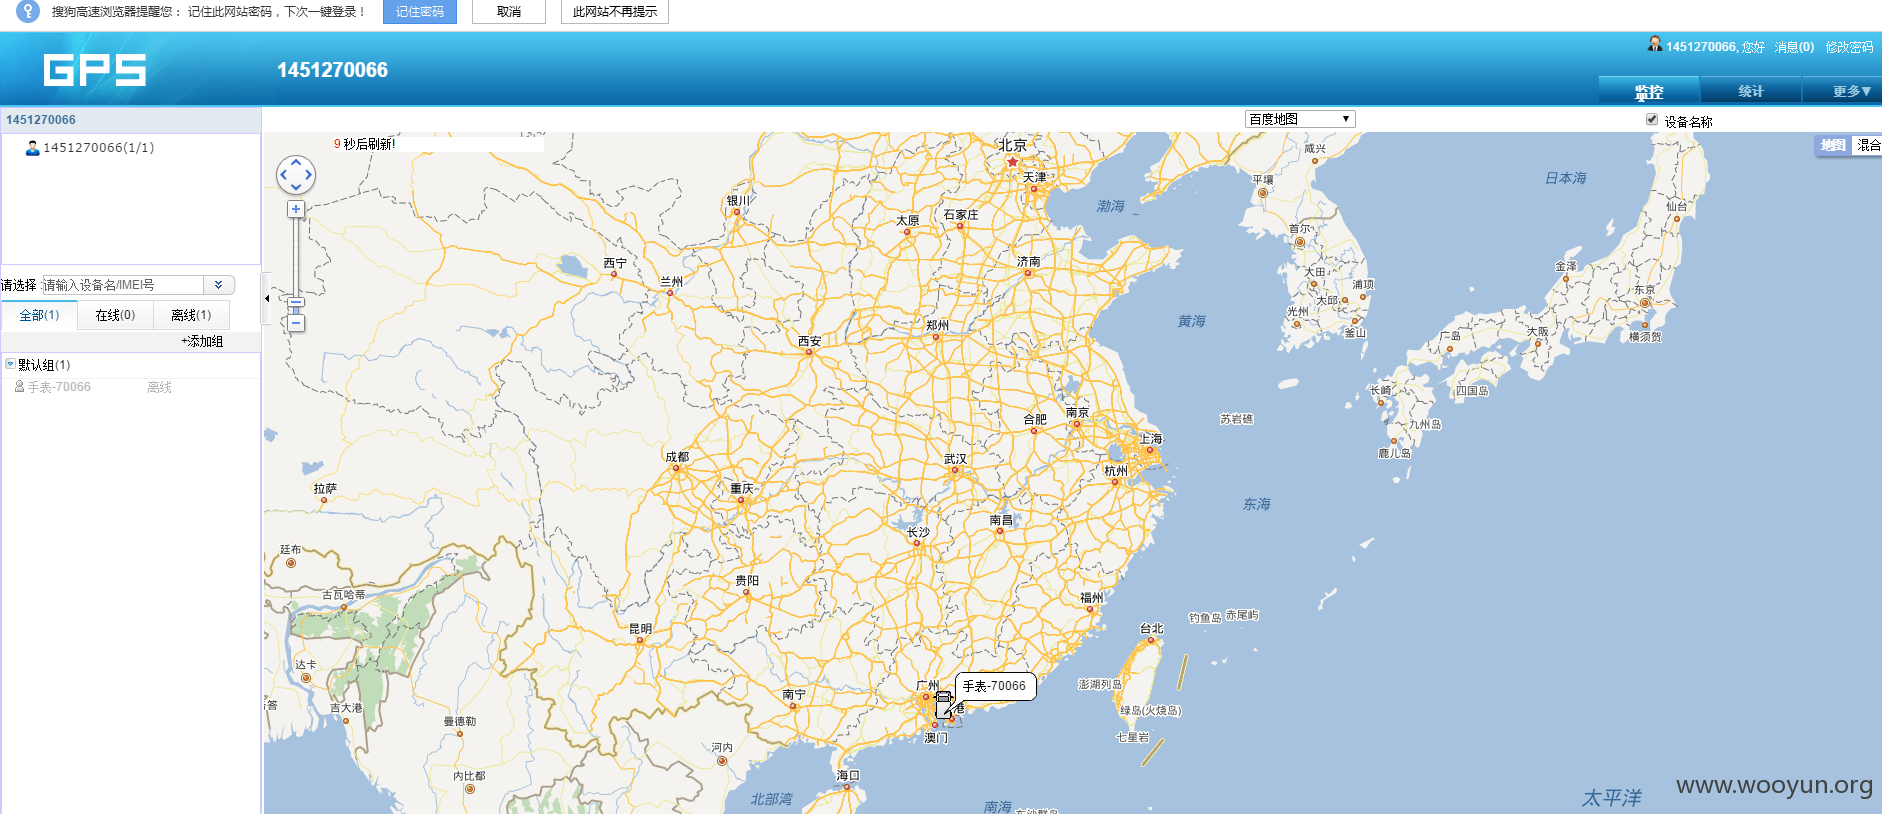 搜狗高速浏览器提醒您： 记住此网站密码，下次一键登录！ 记住密码 取消 此网站不再提示
GPS
1451270066
1451270066,您好 消息(0) 修改密码
监控 统计 更多▼
1451270066
1451270066(1/1)
请选择 请输入设备名/IMEI号
全部(1) 在线(0) 离线(1)
+添加组
默认组(1)
手表-70066 离线
百度地图
设备名称
9 秒后刷新!
地图 混合
北京
咸兴
天津
平壤
日本海
银川
渤海
仙台
太原
石家庄
首尔
西宁
济南
金泽
兰州
大田
浦项
东京
大邱
光州
郑州
黄海
釜山
广岛
大阪
横须贺
西安
长崎
四国岛
合肥
南京
苏岩礁
九州岛
上海
鹿儿岛
成都
武汉
杭州
重庆
拉萨
东海
长沙
南昌
廷布
贵阳
古瓦哈蒂
福州
钓鱼岛
赤尾屿
昆明
台北
达卡
广州
手表-70066
澎湖列岛
南宁
答
吉大港
港
绿岛(火烧岛)
曼德勒
澳门
七星岩
河内
内比都
海口
北部湾
南海
东沙群岛
太平洋
www.wooyun.org